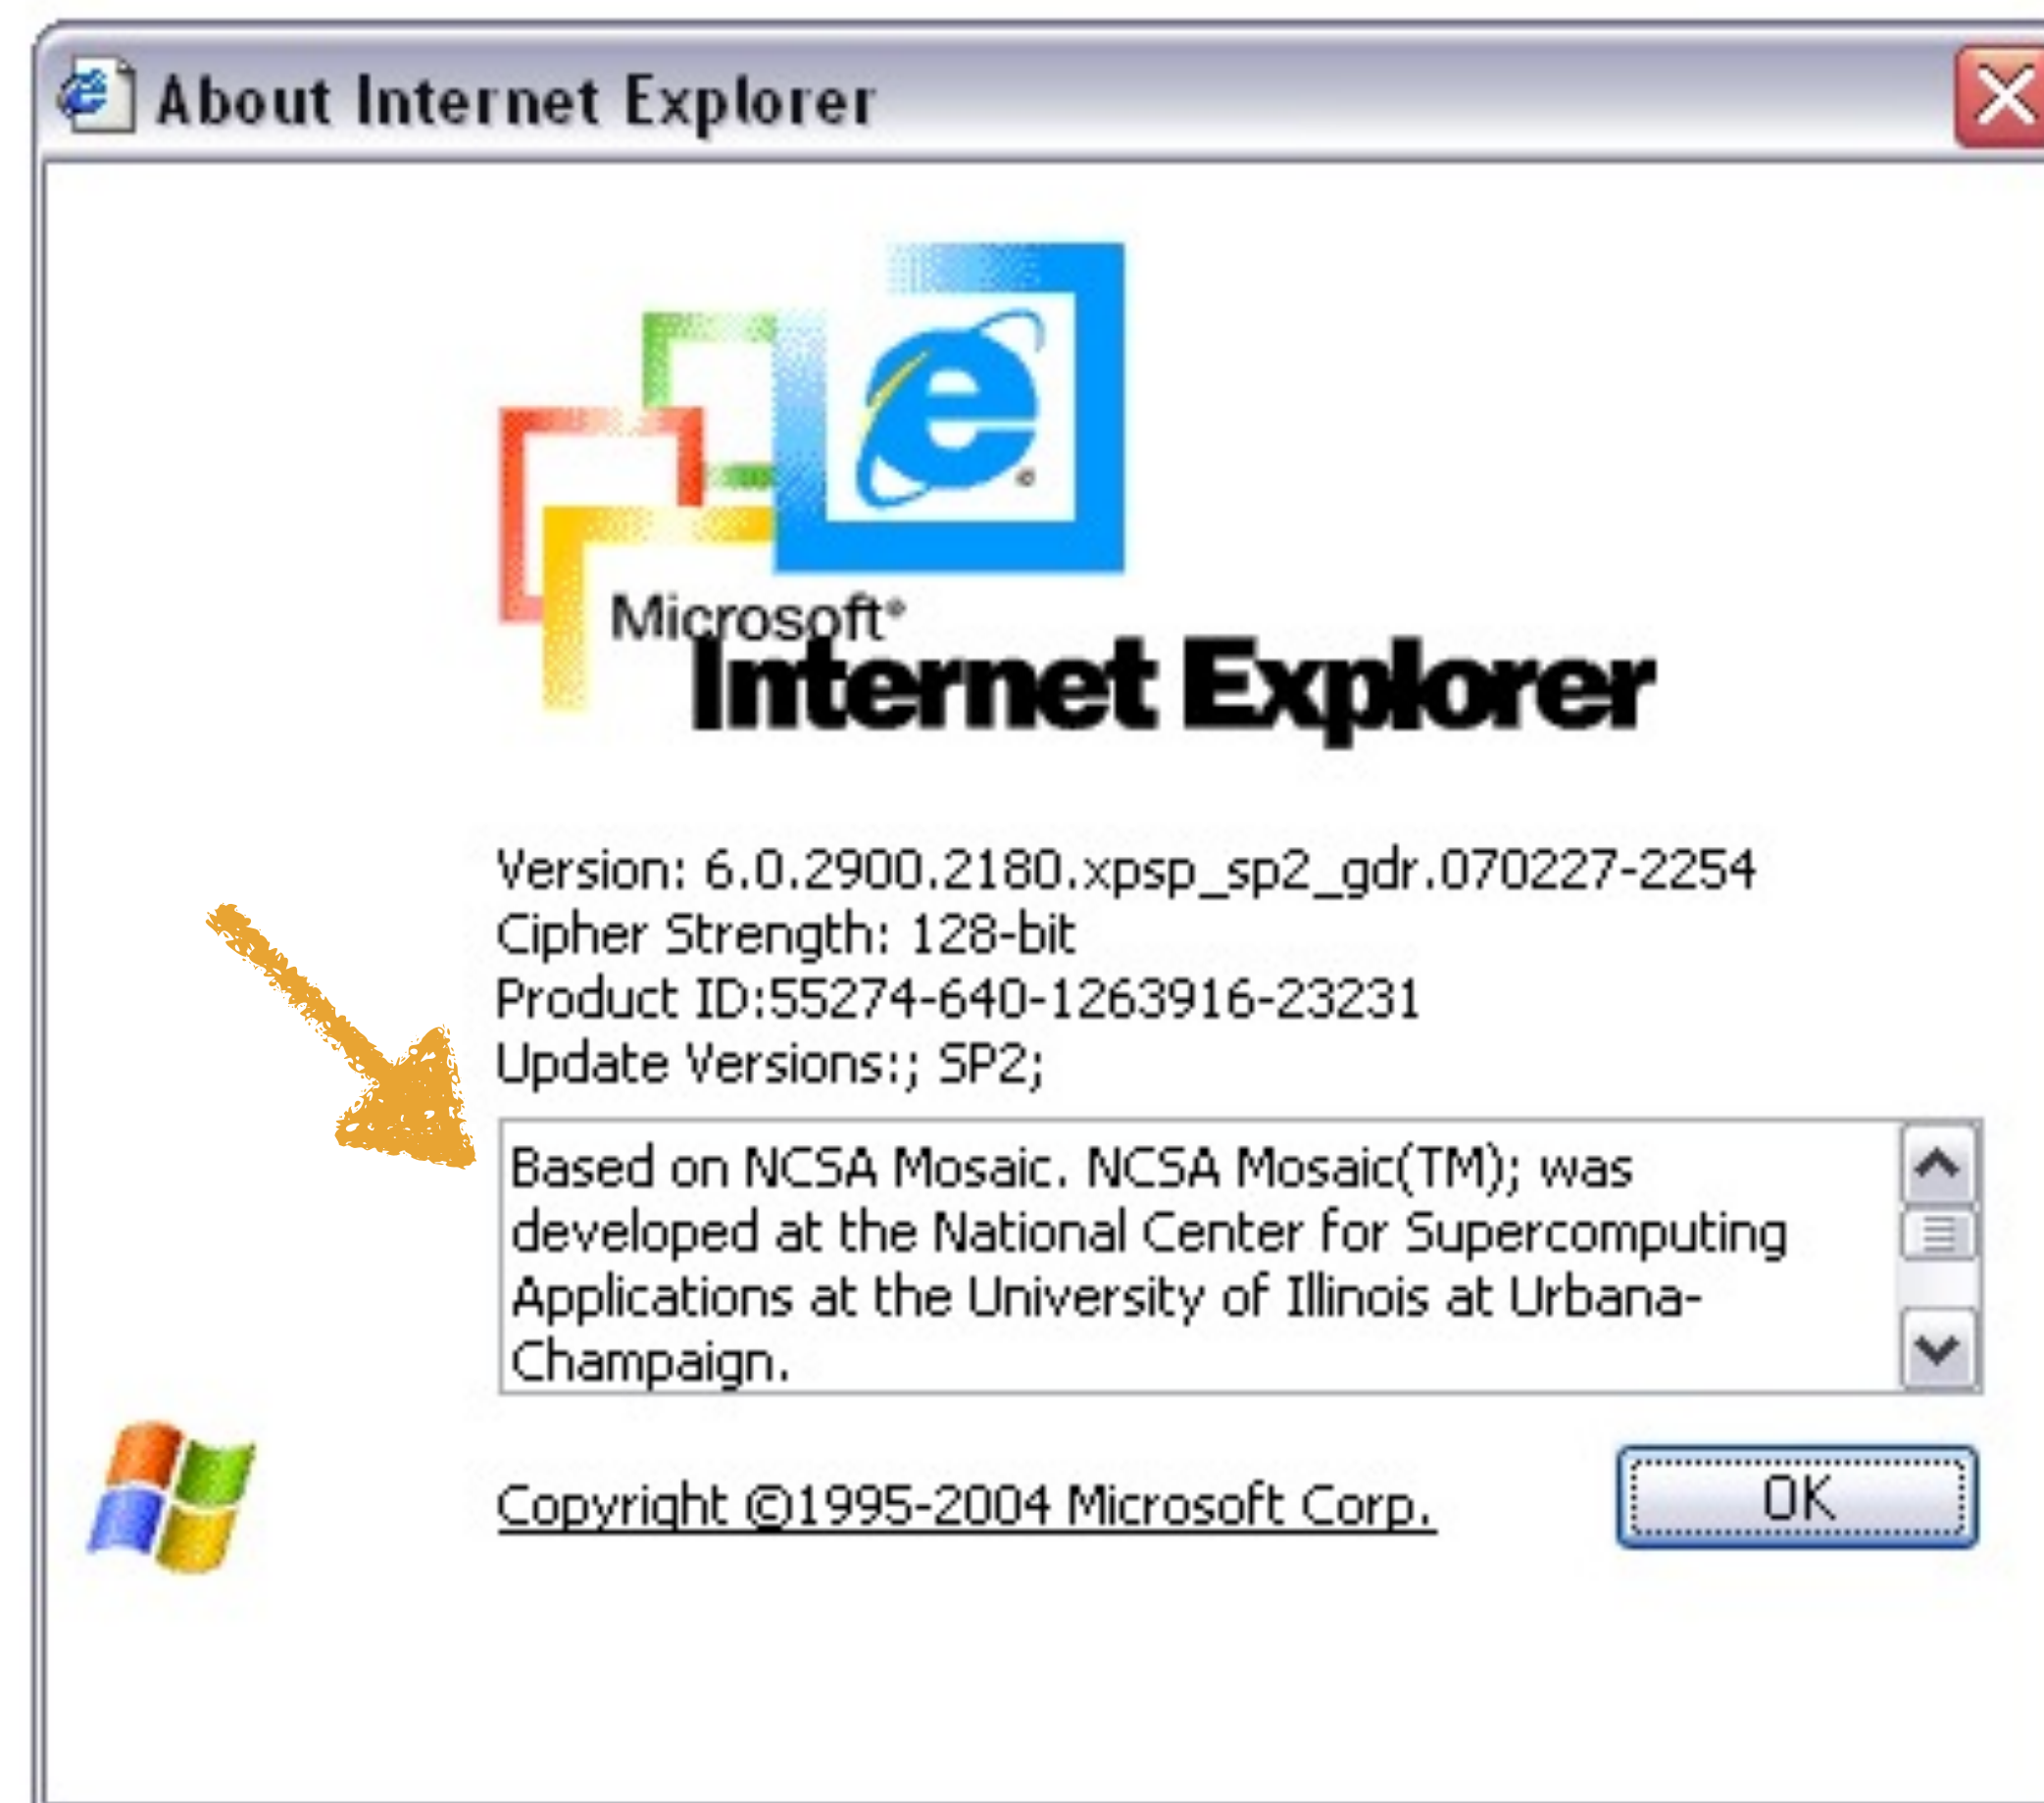 About Internet Explorer
Microsoft®
Internet Explorer
Version: 6.0.2900.2180.xpsp_sp2_gdr.070227-2254
Cipher Strength: 128-bit
Product ID:55274-640-1263916-23231
Update Versions:; SP2;
Based on NCSA Mosaic. NCSA Mosaic(TM); was
developed at the National Center for Supercomputing
Applications at the University of Illinois at Urbana-
Champaign.
Copyright ©1995-2004 Microsoft Corp.
OK